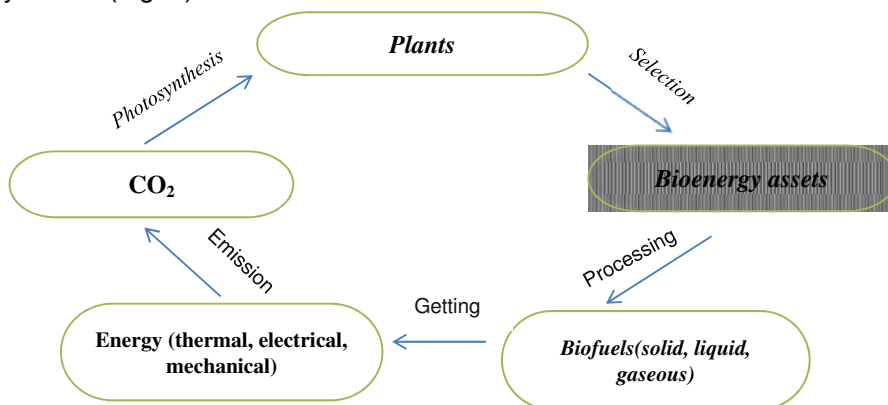 Plants
Photosynthesis
Selection
CO₂
Bioenergy assets
Emission
Processing
Getting
Energy (thermal, electrical,
mechanical)
Biofuels(solid, liquid,
gaseous)